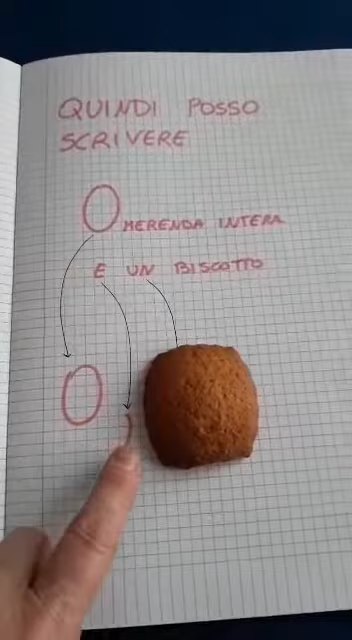 QUINDI POSSO
SCRIVERE
0 MERENDA INTERA
E UN BISCOTTO
0 ,